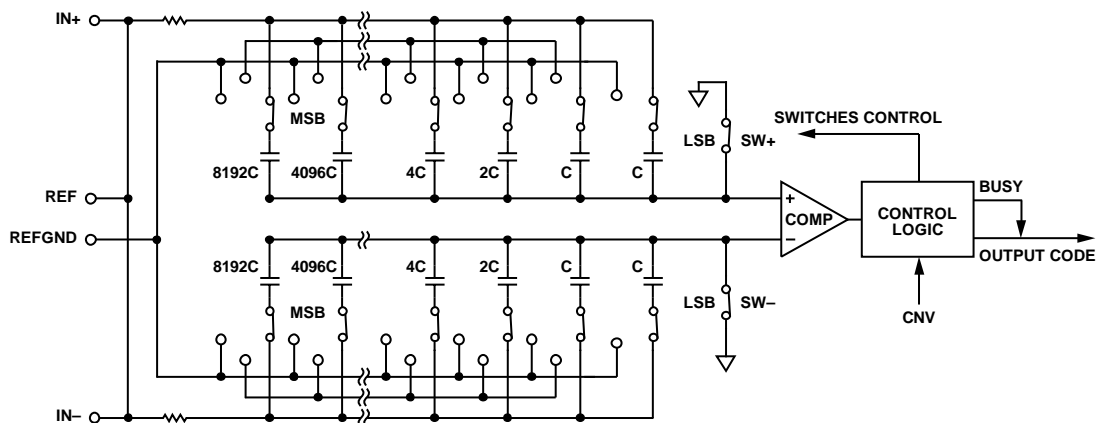 IN+
MSB
LSB
SW+
SWITCHES CONTROL
8192C 4096C 4C 2C C C
REF
REFGND
+
COMP
−
CONTROL
LOGIC
BUSY
OUTPUT CODE
CNV
8192C 4096C 4C 2C C C
MSB
LSB
SW−
IN−